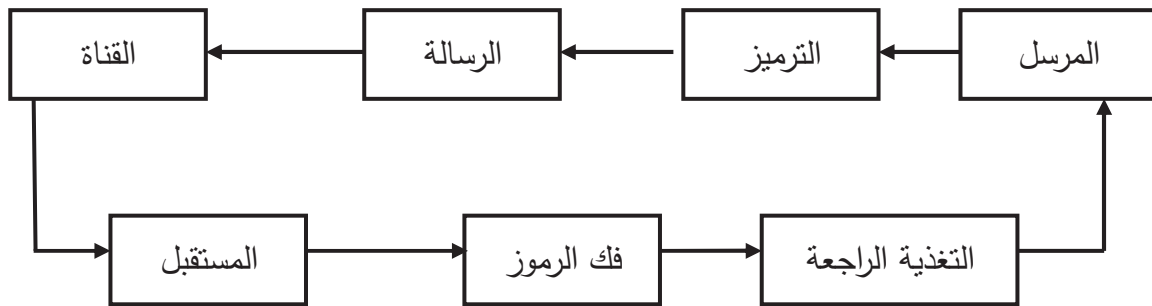 المرسل
الترميز
الرسالة
القناة
المستقبل
فك الرموز
التغذية الراجعة